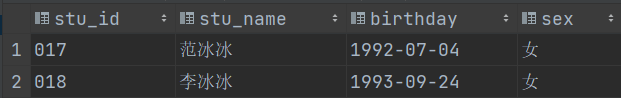 stu_id stu_name birthday sex
1 017 范冰冰 1992-07-04 女
2 018 李冰冰 1993-09-24 女